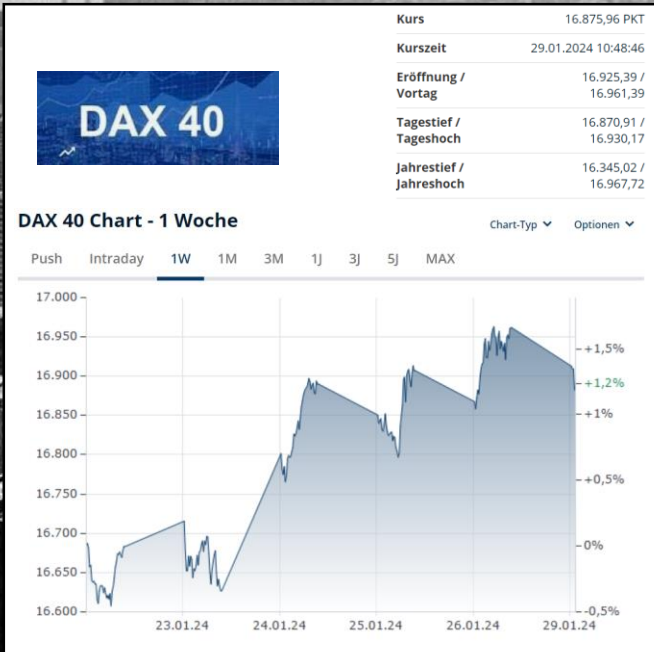 Kurs 16.875,96 PKT
Kurszeit 29.01.2024 10:48:46
Eröffnung / 16.925,39 /
Vortag 16.961,39
Tagestief / 16.870,91 /
Tageshoch 16.930,17
Jahrestief / 16.345,02 /
Jahreshoch 16.967,72
DAX 40
DAX 40 Chart - 1 Woche
Chart-Typ Optionen
Push Intraday 1W 1M 3M 1J 3J 5J MAX
17.000
16.950
+1,5%
16.900
+1,2%
16.850
+1%
16.800
+0,5%
16.750
16.700
0%
16.650
16.600
-0,5%
23.01.24 24.01.24 25.01.24 26.01.24 29.01.24